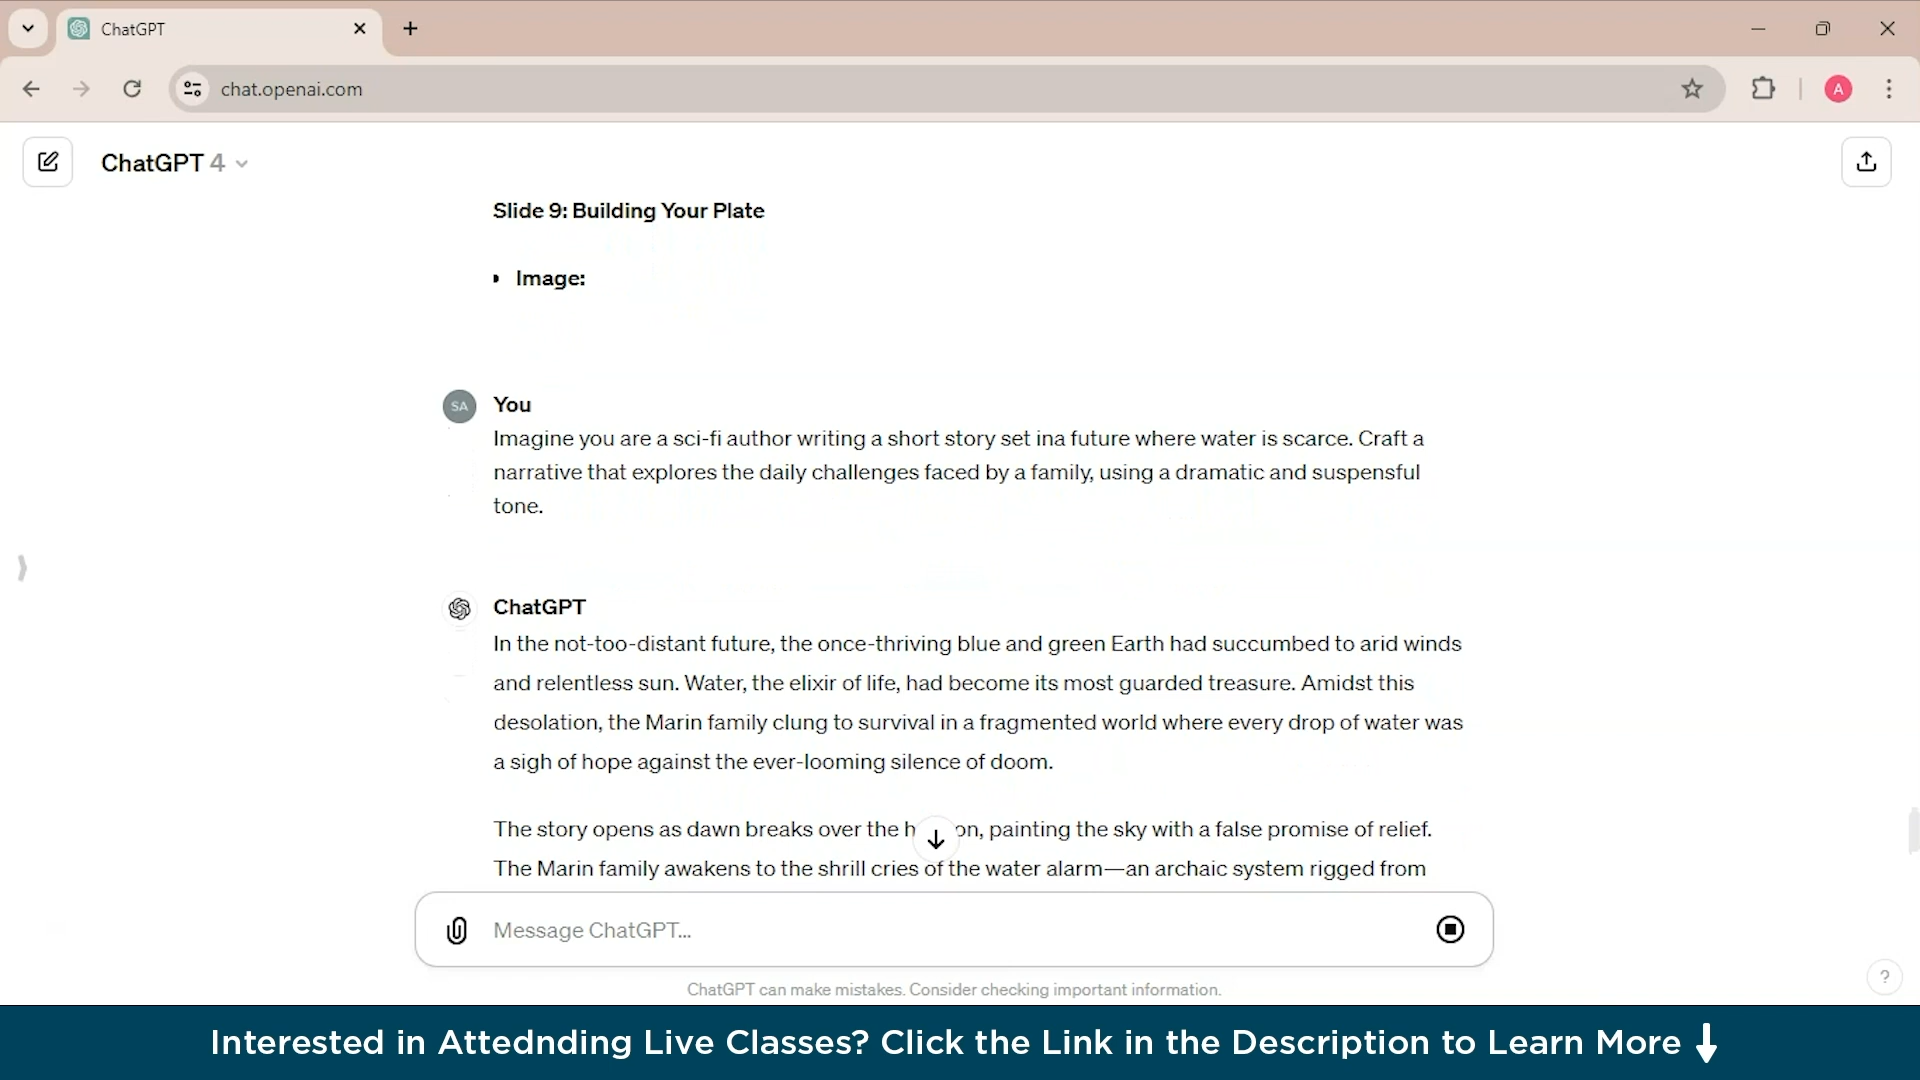 ChatGPT
chat.openai.com
A
ChatGPT 4
Slide 9: Building Your Plate
Image:
SA
You
Imagine you are a sci-fi author writing a short story set ina future where water is scarce. Craft a
narrative that explores the daily challenges faced by a family, using a dramatic and suspensful
tone.
ChatGPT
In the not-too-distant future, the once-thriving blue and green Earth had succumbed to arid winds
and relentless sun. Water, the elixir of life, had become its most guarded treasure. Amidst this
desolation, the Marin family clung to survival in a fragmented world where every drop of water was
a sigh of hope against the ever-looming silence of doom.
The story opens as dawn breaks over the h on, painting the sky with a false promise of relief.
The Marin family awakens to the shrill cries of the water alarm—an archaic system rigged from
Message ChatGPT...
ChatGPT can make mistakes. Consider checking important information.
?
Interested in Attednding Live Classes? Click the Link in the Description to Learn More